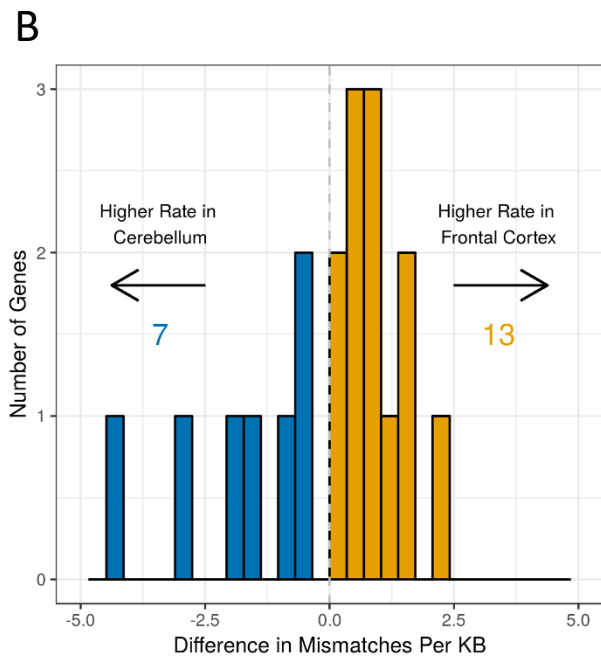 B
3
2
1
0
Number of Genes
Higher Rate in
Cerebellum
7
Higher Rate in
Frontal Cortex
13
-5.0
-2.5
0.0
2.5
5.0
Difference in Mismatches Per KB